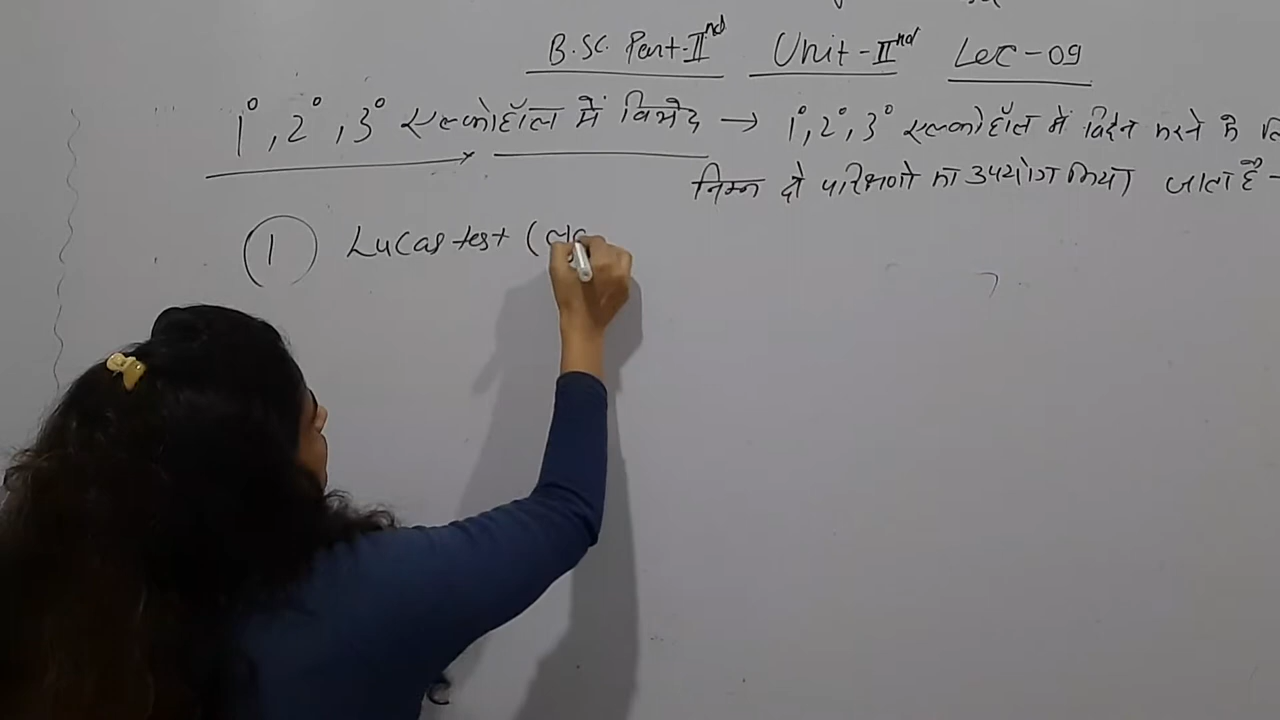 B.Sc. Part-IInd Unit-IInd Lec-09
1°, 2°, 3° एल्कोहॉल में विभेद → 1°, 2°, 3° एल्कोहॉल में विभेद करने के
निम्न दो परिक्षणो का उपयोग किया जाता है -
1 Lucas test (